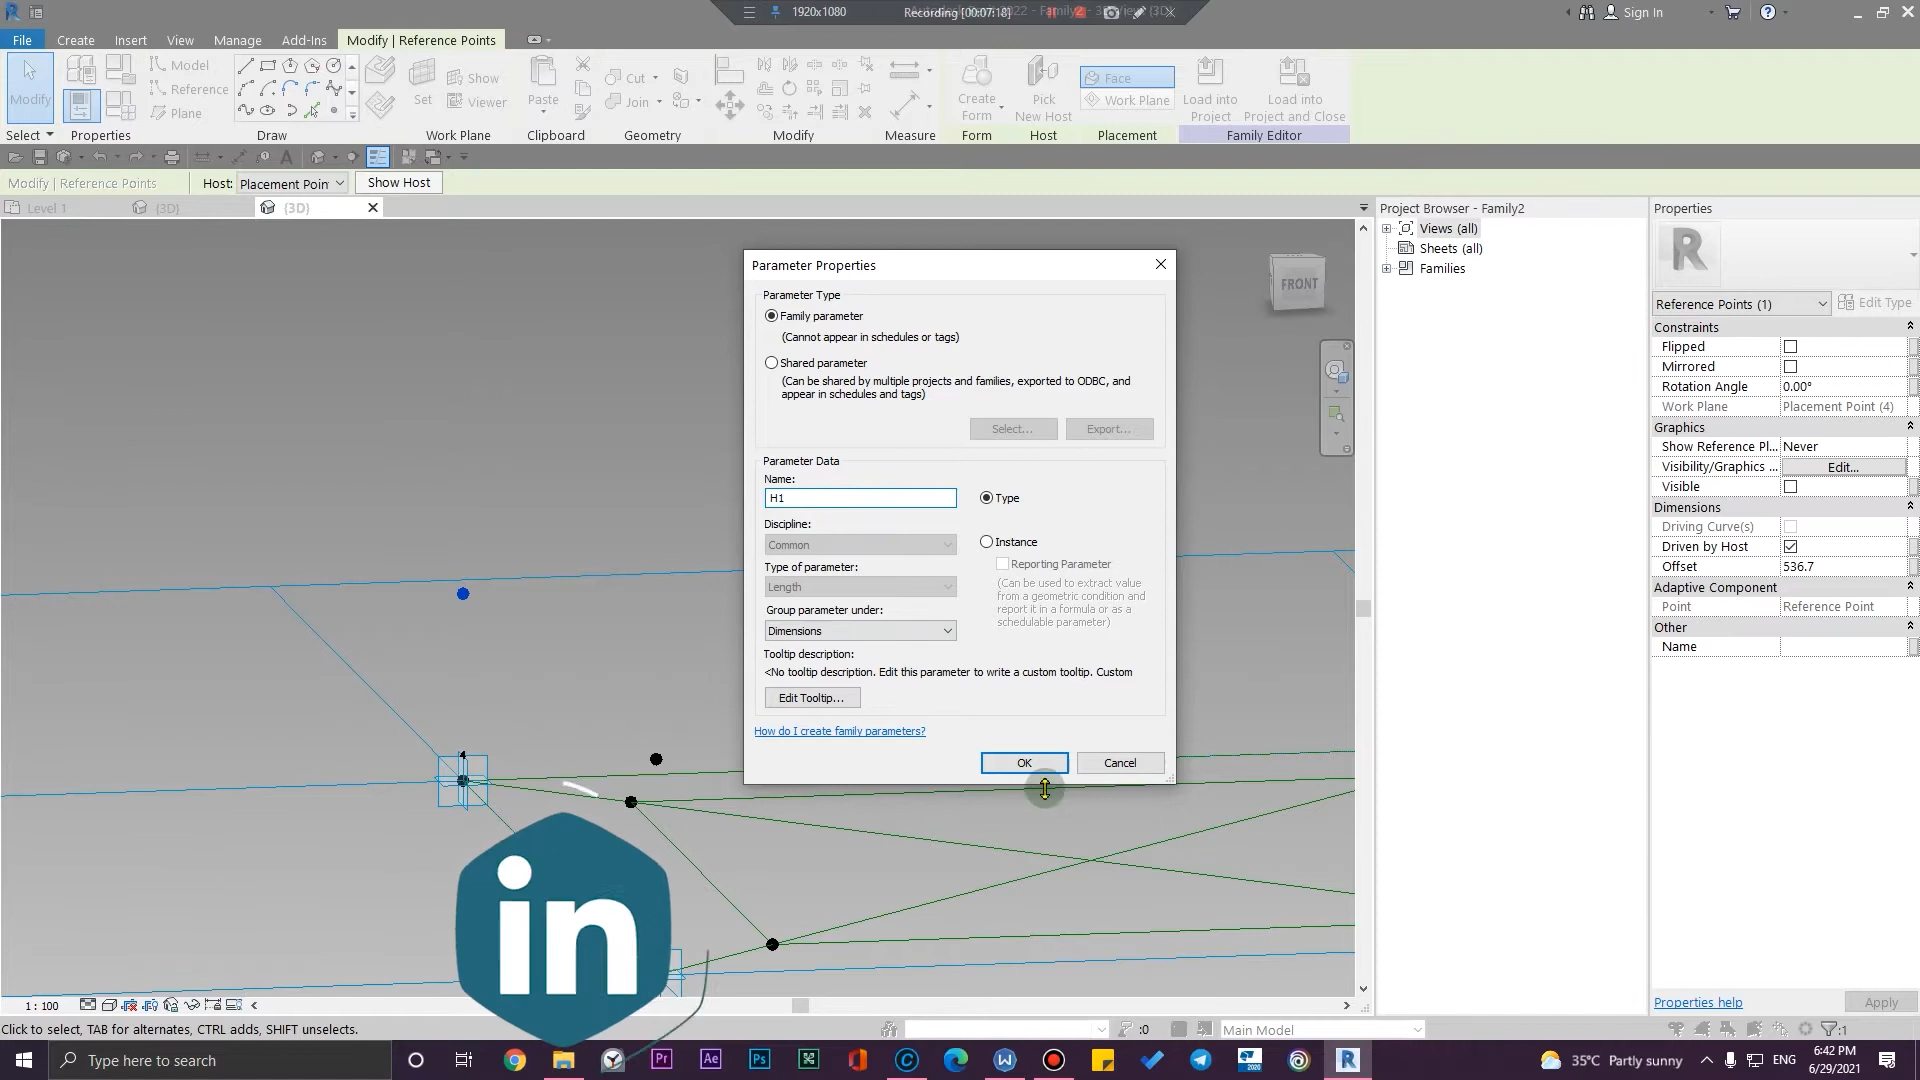 1920x1080
Recording [00:07:18]
Sign In
File
Create
Insert
View
Manage
Add-Ins
Modify | Reference Points
Modify
Model
Reference
Plane
Set
Show
Viewer
Paste
Cut
Join
Create
Form
Pick
New Host
Face
Work Plane
Load into
Project
Load into
Project and Close
Select
Properties
Draw
Work Plane
Clipboard
Geometry
Modify
Measure
Form
Host
Placement
Family Editor
Modify | Reference Points
Host:
Placement Poin
Show Host
Level 1
{3D}
{3D}
Project Browser - Family2
Views (all)
Sheets (all)
Families
FRONT
Parameter Properties
Parameter Type
Family parameter
(Cannot appear in schedules or tags)
Shared parameter
(Can be shared by multiple projects and families, exported to ODBC, and
appear in schedules and tags)
Select...
Export...
Parameter Data
Name:
H1
Type
Discipline:
Common
Instance
Reporting Parameter
(Can be used to extract value
from a geometric condition and
report it in a formula or as a
schedulable parameter)
Type of parameter:
Length
Group parameter under:
Dimensions
Tooltip description:
<No tooltip description. Edit this parameter to write a custom tooltip. Custom
Edit Tooltip...
How do I create family parameters?
OK
Cancel
4
in
Properties
R
Reference Points (1)
Edit Type
Constraints
Flipped
Mirrored
Rotation Angle
0.00°
Work Plane
Placement Point (4)
Graphics
Show Reference Pl...
Never
Visibility/Graphics ...
Edit...
Visible
Dimensions
Driving Curve(s)
Driven by Host
Offset
536.7
Adaptive Component
Point
Reference Point
Other
Name
Properties help
Apply
1 : 100
Click to select, TAB for alternates, CTRL adds, SHIFT unselects.
:0
Main Model
:1
Type here to search
Pr
Ae
Ps
2020
R
35°C Partly sunny
ENG
6:42 PM
6/29/2021